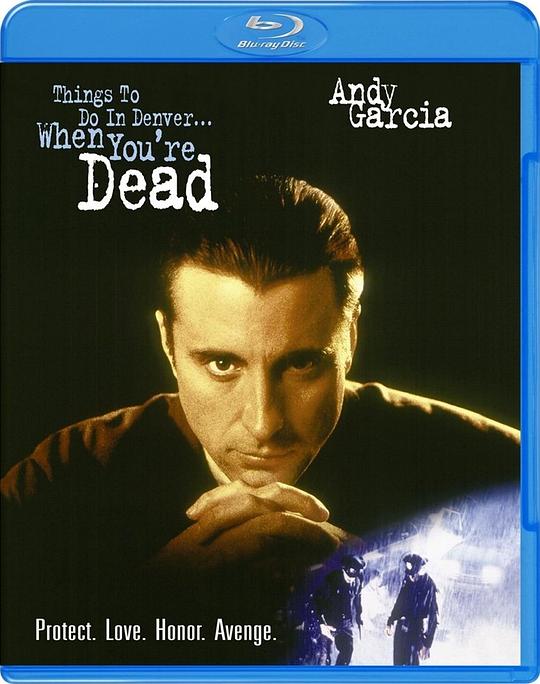 Blu-ray Disc
Things To
Do In Denver...
When You're
Dead
Andy
Garcia
Protect. Love. Honor. Avenge.